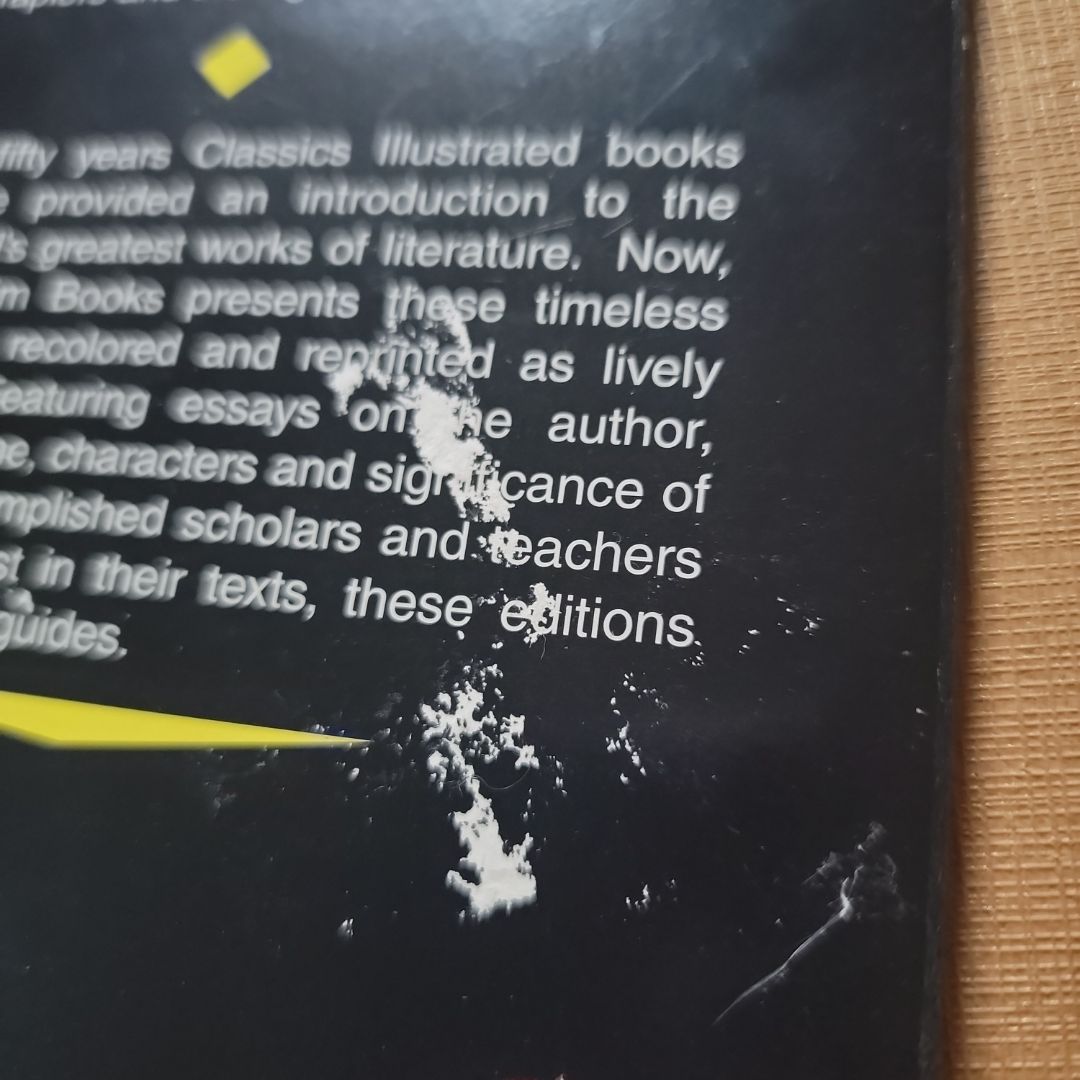 fifty years Classics Illustrated books
provided an introduction to the
greatest works of literature. Now,
Books presents these timeless
recolored and reprinted as lively
featuring essays on the author,
characters and significance of
scholars and teachers
in their texts, these editions
guides.